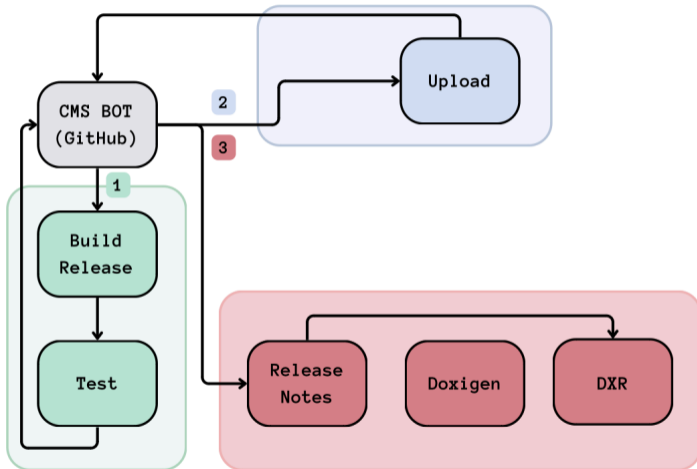 CMS BOT
(GitHub)
2
Upload
3
1
Build
Release
Test
Release
Notes
Doxigen
DXR